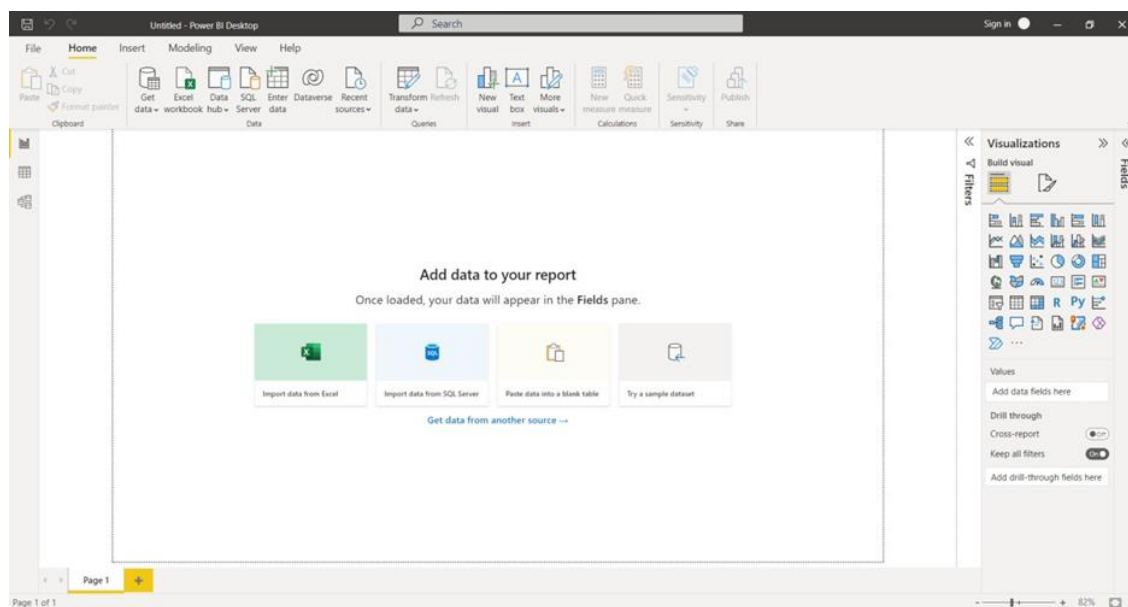 Untitled - Power BI Desktop
Search
Sign in
File Home Insert Modeling View Help
Paste
Cut
Copy
Format painter
Get data
Excel workbook
Data hub
SQL Server
Enter data
Dataverse
Recent sources
Transform data
Refresh
New visual
Text box
More visuals
New measure
Quick measure
Sensitivity
Publish
Clipboard Data Queries Insert Calculations Sensitivity Share
Add data to your report
Once loaded, your data will appear in the Fields pane.
SQL
Import data from Excel
Import data from SQL Server
Paste data into a blank table
Try a sample dataset
Get data from another source →
Filters
Visualizations
Build visual
R Py
123
...
Values
Add data fields here
Drill through
Cross-report
Off
Keep all filters
On
Add drill-through fields here
Fields
Page 1
Page 1 of 1
- + 82%